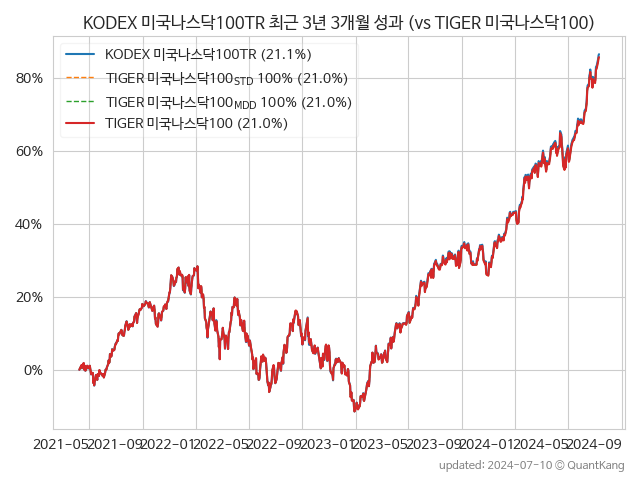 KODEX 미국나스닥100TR 최근 3년 3개월 성과 (vs TIGER 미국나스닥100)
KODEX 미국나스닥100TR (21.1%)
TIGER 미국나스닥100STD 100% (21.0%)
TIGER 미국나스닥100MDD 100% (21.0%)
TIGER 미국나스닥100 (21.0%)
80%
60%
40%
20%
0%
2021-05 2021-09 2022-01 2022-05 2022-09 2023-01 2023-05 2023-09 2024-01 2024-05 2024-09
updated: 2024-07-10 © QuantKang